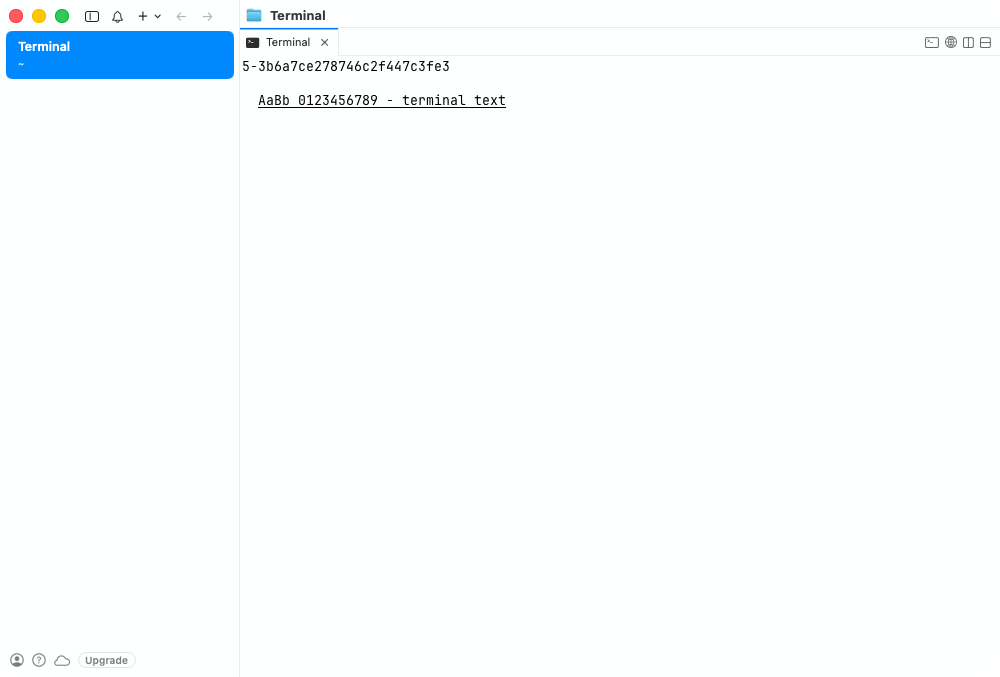 Terminal
Terminal
~
Terminal
5-3b6a7ce278746c2f447c3fe3
AaBb 0123456789 - terminal text
Upgrade